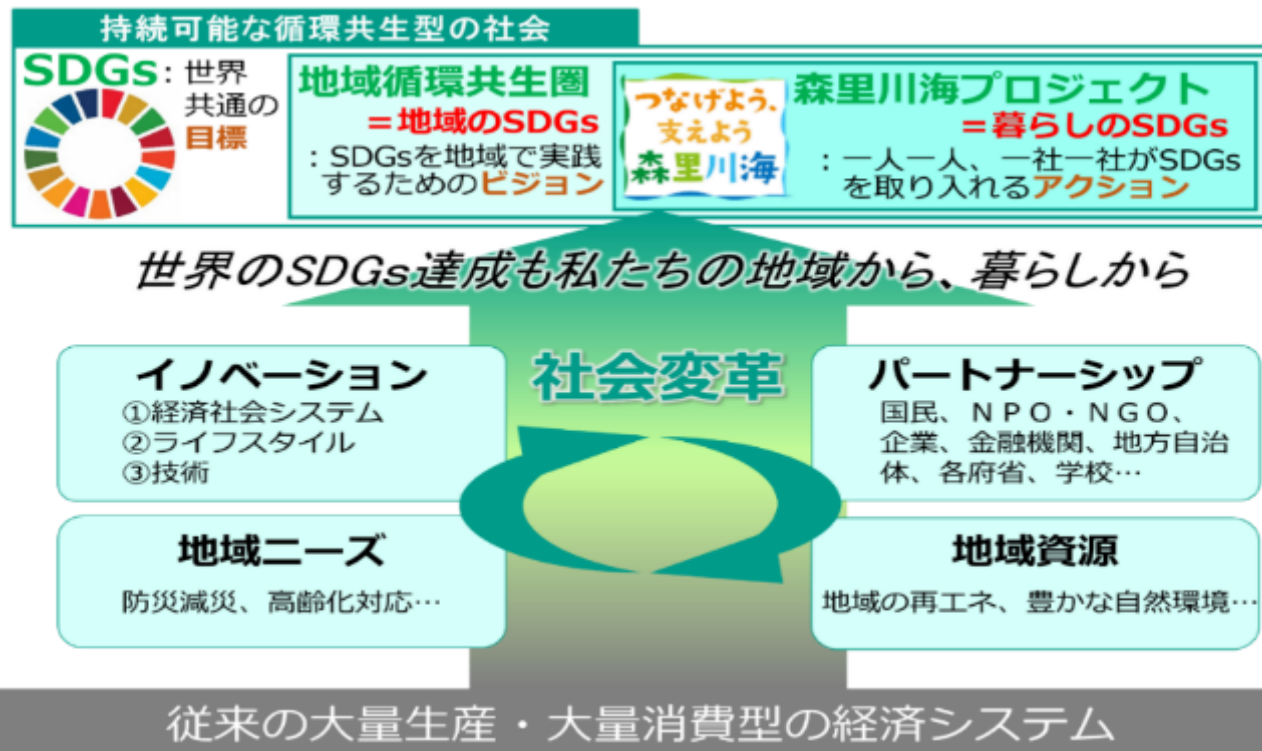 持続可能な循環共生型の社会
SDGs:世界
共通の
目標
地域循環共生圏
=地域のSDGs
:SDGsを地域で実践
するためのビジョン
つなげよう、
支えよう
森里川海
森里川海プロジェクト
=暮らしのSDGs
:一人一人、一社一社がSDGs
を取り入れるアクション
世界のSDGs達成も私たちの地域から、暮らしから
社会変革
イノベーション
①経済社会システム
②ライフスタイル
③技術
パートナーシップ
国民、NPO・NGO、
企業、金融機関、地方自治
体、各府省、学校…
地域ニーズ
防災減災、高齢化対応…
地域資源
地域の再エネ、豊かな自然環境…
従来の大量生産・大量消費型の経済システム